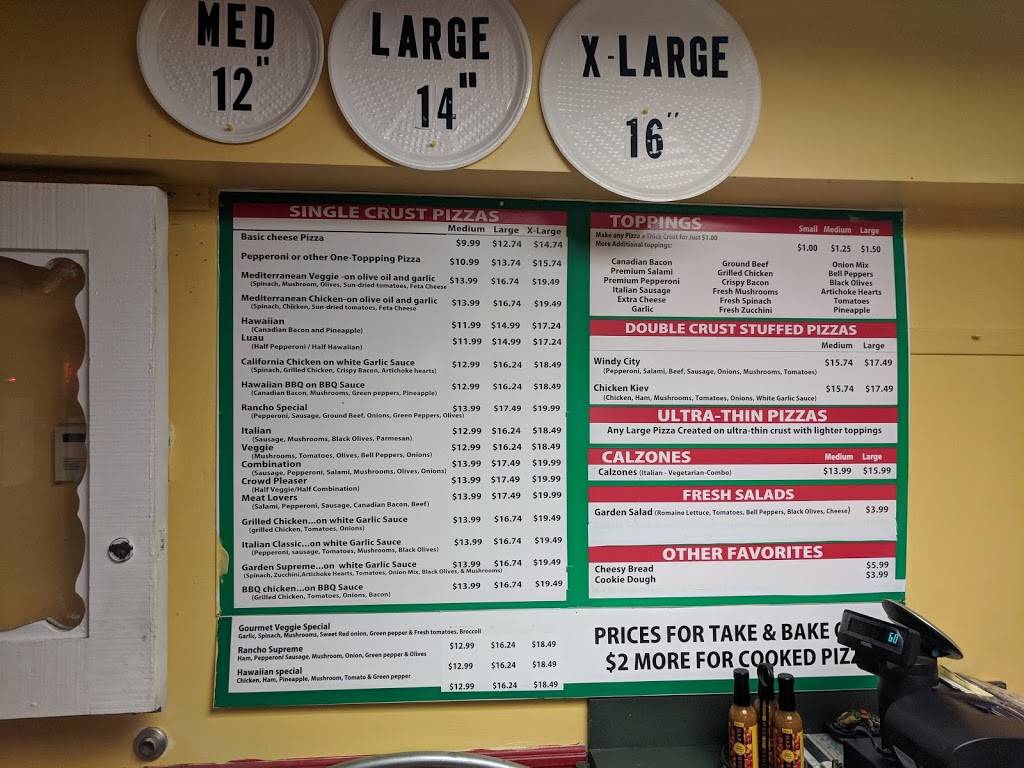 MED
12"
LARGE
14"
X-LARGE
16"
SINGLE CRUST PIZZAS
Medium Large X-Large
Basic cheese Pizza $9.99 $12.74 $14.74
Pepperoni or other One-Toppping Pizza $10.99 $13.74 $15.74
Mediterranean Veggie -on olive oil and garlic $13.99 $16.74 $19.49
(Spinach, Mushroom, Olives, Sun-dried tomatoes, Feta Cheese
Mediterranean Chicken-on olive oil and garlic $13.99 $16.74 $19.49
(Spinach, Chicken, Sun-dried tomatoes, Feta Cheese
Hawaiian $11.99 $14.99 $17.24
(Canadian Bacon and Pineapple)
Luau $11.99 $14.99 $17.24
(Half Pepperoni / Half Hawaiian)
California Chicken on white Garlic Sauce $12.99 $16.24 $18.49
(Spinach, Grilled Chicken, Crispy Bacon, Artichoke hearts)
Hawaiian BBQ on BBQ Sauce $12.99 $16.24 $18.49
(Canadian Bacon, Mushrooms, Green peppers, Pineapple)
Rancho Special $13.99 $17.49 $19.99
(Pepperoni, Sausage, Ground Beef, Onions, Green Peppers, Olives)
Italian $12.99 $16.24 $18.49
(Sausage, Mushrooms, Black Olives, Parmesan)
Veggie $12.99 $16.24 $18.49
(Mushrooms, Tomatoes, Olives, Bell Peppers, Onions)
Combination $13.99 $17.49 $19.99
(Sausage, Pepperoni, Salami, Mushrooms, Olives, Onions)
Crowd Pleaser $13.99 $17.49 $19.99
(Half Veggie/Half Combination)
Meat Lovers $13.99 $17.49 $19.99
(Salami, Pepperoni, Sausage, Canadian Bacon, Beef)
Grilled Chicken...on white Garlic Sauce $13.99 $16.74 $19.49
(grilled Chicken, Tomatoes, Onions)
Italian Classic...on white Garlic Sauce $13.99 $16.74 $19.49
(Pepperoni, sausage, Tomatoes, Mushrooms, Black Olives)
Garden Supreme...on white Garlic Sauce $13.99 $16.74 $19.49
(Spinach, Zucchini,Artichoke Hearts, Tomatoes, Onion Mix, Black Olives, & Mushrooms)
BBQ chicken...on BBQ Sauce $13.99 $16.74 $19.49
(Grilled Chicken, Tomatoes, Onions, Bacon)
TOPPINGS Small Medium Large
Make any Pizza a Thick Crust for Just $1.00
More Additional toppings: $1.00 $1.25 $1.50
Canadian Bacon Ground Beef Onion Mix
Premium Salami Grilled Chicken Bell Peppers
Premium Pepperoni Crispy Bacon Black Olives
Italian Sausage Fresh Mushrooms Artichoke Hearts
Extra Cheese Fresh Spinach Tomatoes
Garlic Fresh Zucchini Pineapple
DOUBLE CRUST STUFFED PIZZAS
Medium Large
Windy City $15.74 $17.49
(Pepperoni, Salami, Beef, Sausage, Onions, Mushrooms, Tomatoes)
Chicken Kiev $15.74 $17.49
(Chicken, Ham, Mushrooms, Tomatoes, Onions, White Garlic Sauce)
ULTRA-THIN PIZZAS
Any Large Pizza Created on ultra-thin crust with lighter toppings
CALZONES Medium Large
Calzones (Italian - Vegetarian-Combo) $13.99 $15.99
FRESH SALADS
Garden Salad (Romaine Lettuce, Tomatoes, Bell Peppers, Black Olives, Cheese) $3.99
OTHER FAVORITES
Cheesy Bread $5.99
Cookie Dough $3.99
Gourmet Veggie Special
Garlic, Spinach, Mushrooms, Sweet Red onion, Green pepper & Fresh tomatoes. Broccoli
$12.99 $16.24 $18.49
Rancho Supreme
Ham, Pepperoni Sausage, Mushroom, Onion, Green pepper & Olives
$12.99 $16.24 $18.49
Hawaiian special
Chicken, Ham, Pineapple, Mushroom, Tomato & Green pepper
$12.99 $16.24 $18.49
PRICES FOR TAKE & BAKE
$2 MORE FOR COOKED PIZ
60